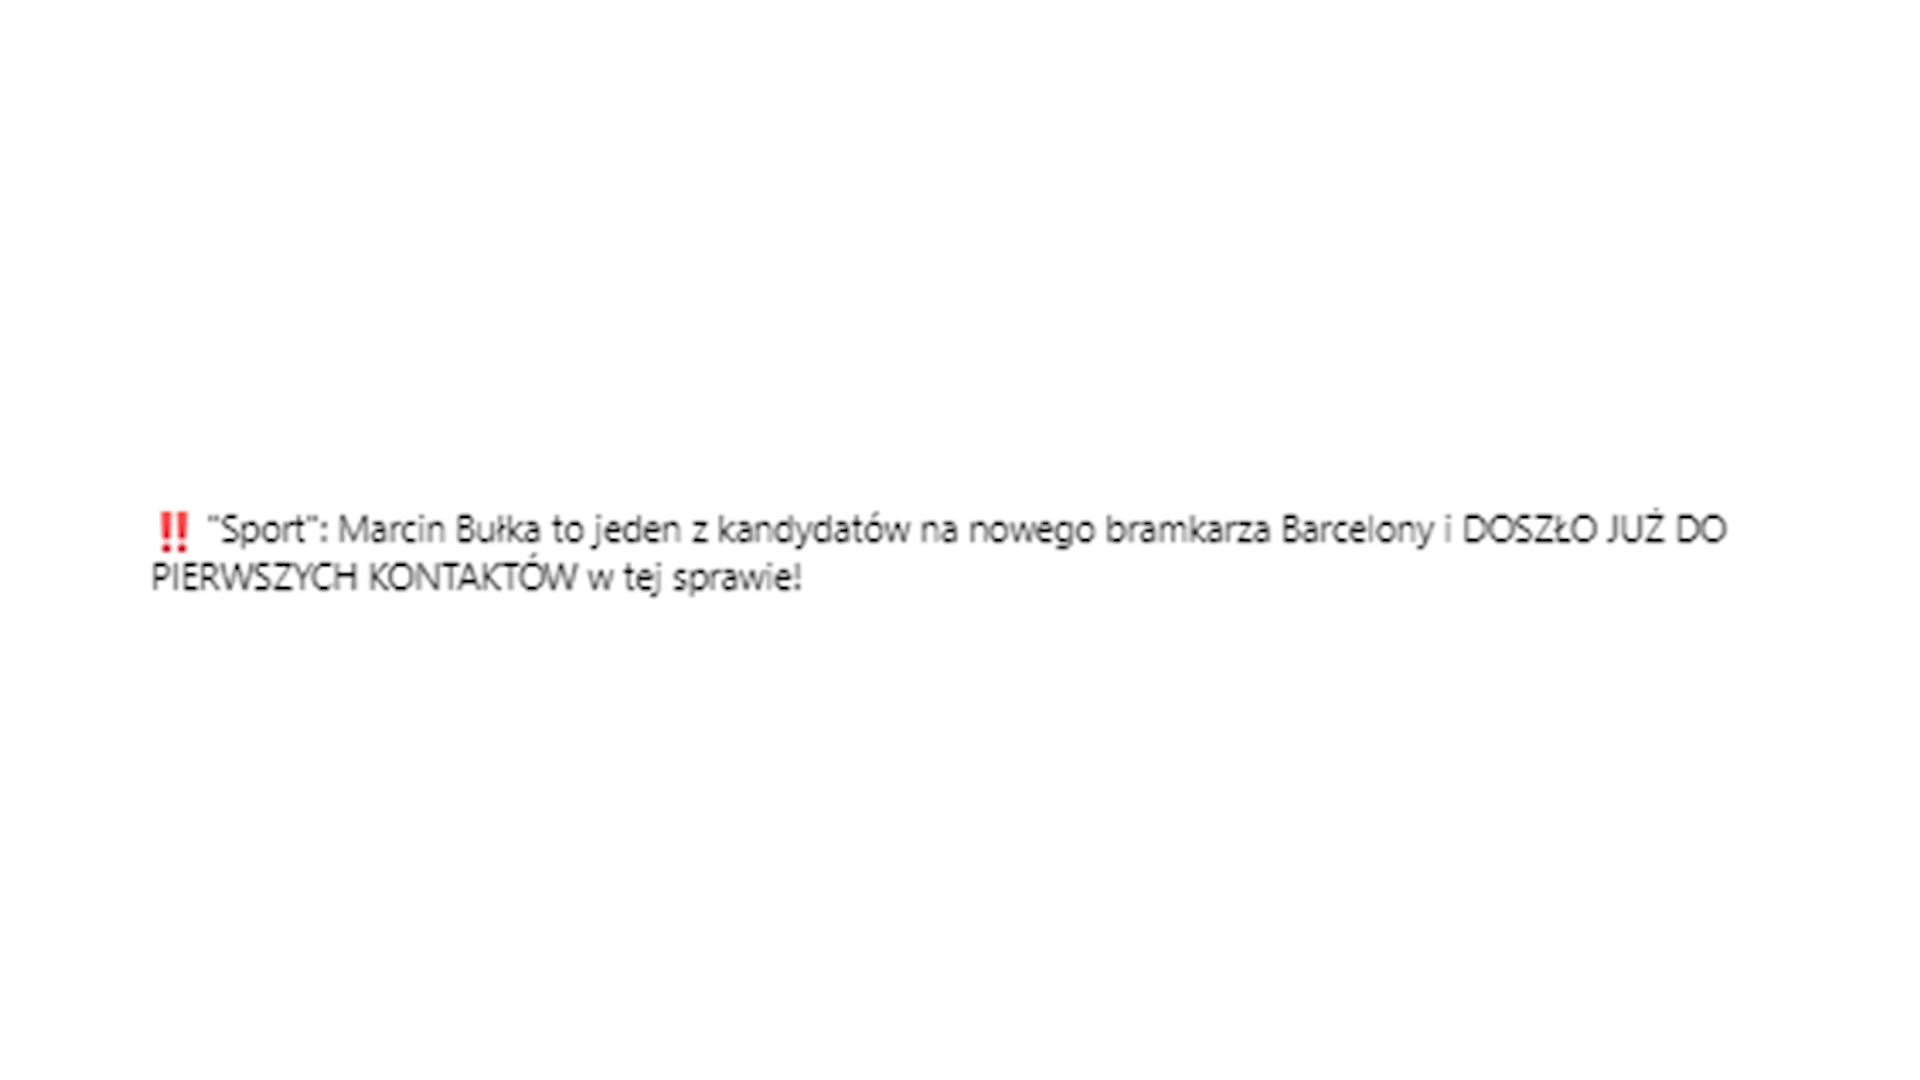 ‼ "Sport": Marcin Bułka to jeden z kandydatów na nowego bramkarza Barcelony i DOSZŁO JUŻ DO
PIERWSZYCH KONTAKTÓW w tej sprawie!